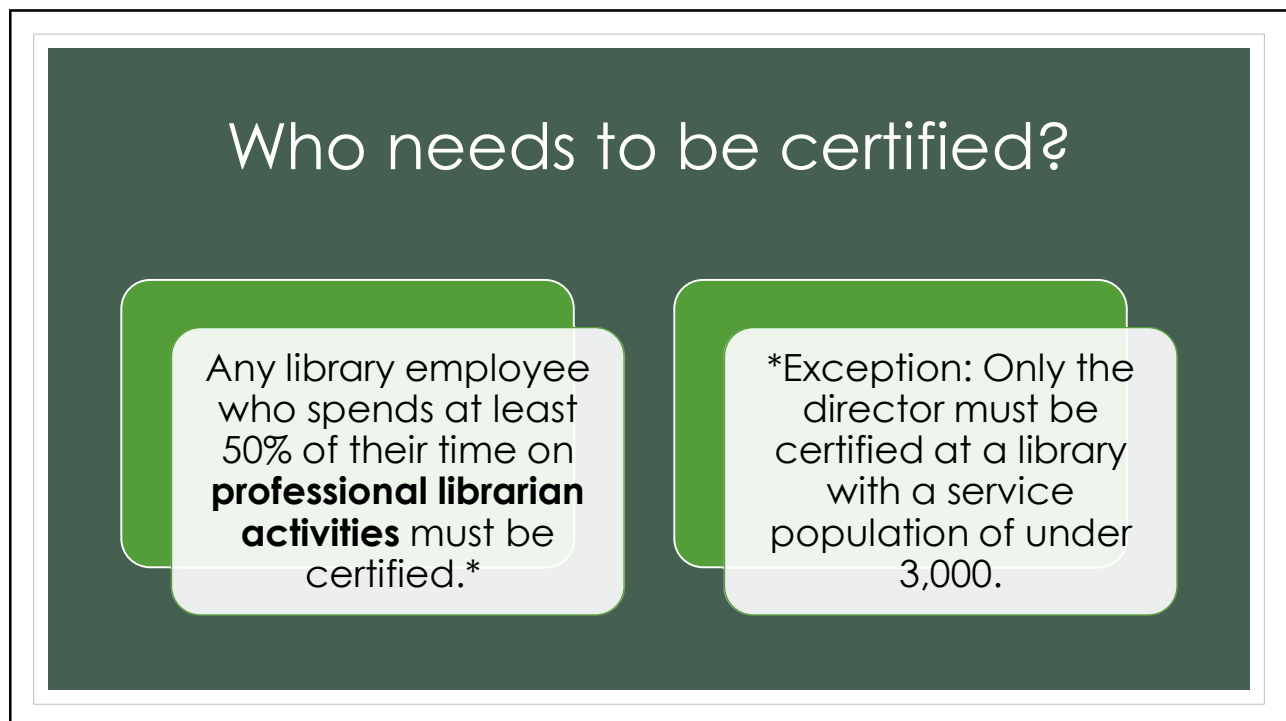 Who needs to be certified?
Any library employee
who spends at least
50% of their time on
professional librarian
activities must be
certified.*
*Exception: Only the
director must be
certified at a library
with a service
population of under
3,000.